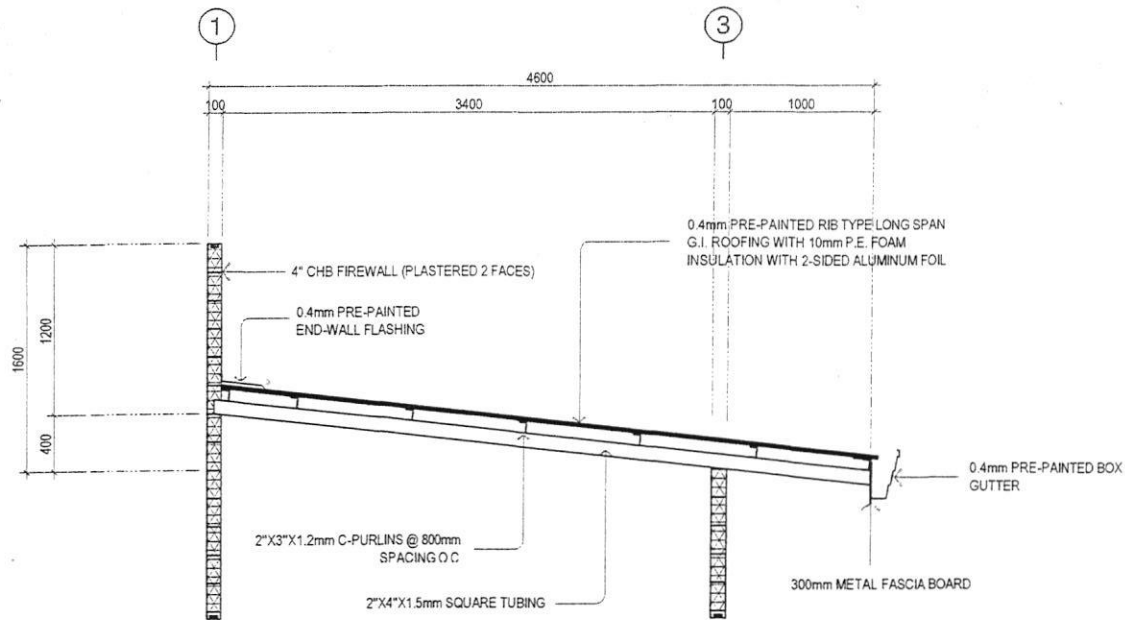 1
3
4600
100
3400
100
1000
0.4mm PRE-PAINTED RIB TYPE LONG SPAN
G.I. ROOFING WITH 10mm P.E. FOAM
INSULATION WITH 2-SIDED ALUMINUM FOIL
4" CHB FIREWALL (PLASTERED 2 FACES)
0.4mm PRE-PAINTED
END-WALL FLASHING
1600
1200
400
0.4mm PRE-PAINTED BOX
GUTTER
2"X3"X1.2mm C-PURLINS @ 800mm
SPACING O.C
300mm METAL FASCIA BOARD
2"X4"X1.5mm SQUARE TUBING